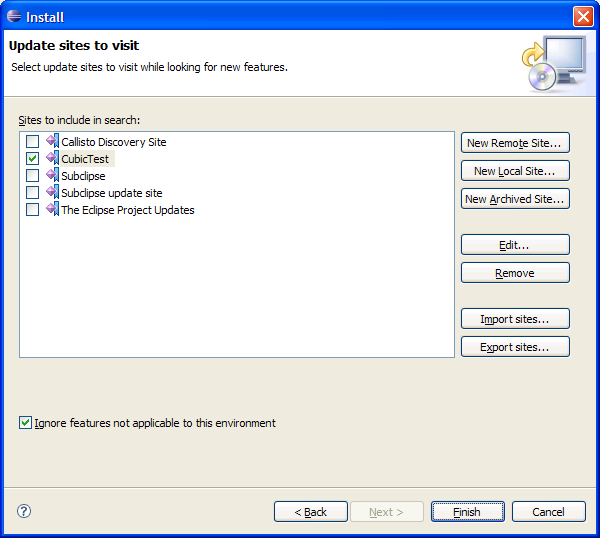 Install
Update sites to visit
Select update sites to visit while looking for new features.
Sites to include in search:
Callisto Discovery Site
CubicTest
Subclipse
Subclipse update site
The Eclipse Project Updates
New Remote Site...
New Local Site...
New Archived Site...
Edit...
Remove
Import sites...
Export sites...
Ignore features not applicable to this environment
?
< Back
Next >
Finish
Cancel